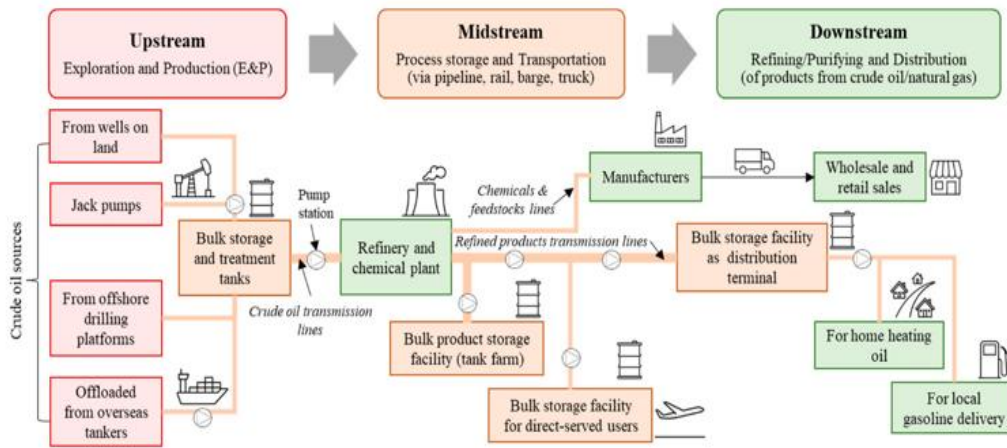 Upstream
Exploration and Production (E&P)
Midstream
Process storage and Transportation
(via pipeline, rail, barge, truck)
Downstream
Refining/Purifying and Distribution
(of products from crude oil/natural gas)
Crude oil sources
From wells on
land
Jack pumps
From offshore
drilling
platforms
Offloaded
from overseas
tankers
Bulk storage
and treatment
tanks
Pump
station
Crude oil transmission
lines
Refinery and
chemical plant
Chemicals &
feedstocks lines
Refined products transmission lines
Manufacturers
Wholesale and
retail sales
Bulk product storage
facility (tank farm)
Bulk storage facility
for direct-served users
Bulk storage facility
as distribution
terminal
For home heating
oil
For local
gasoline delivery